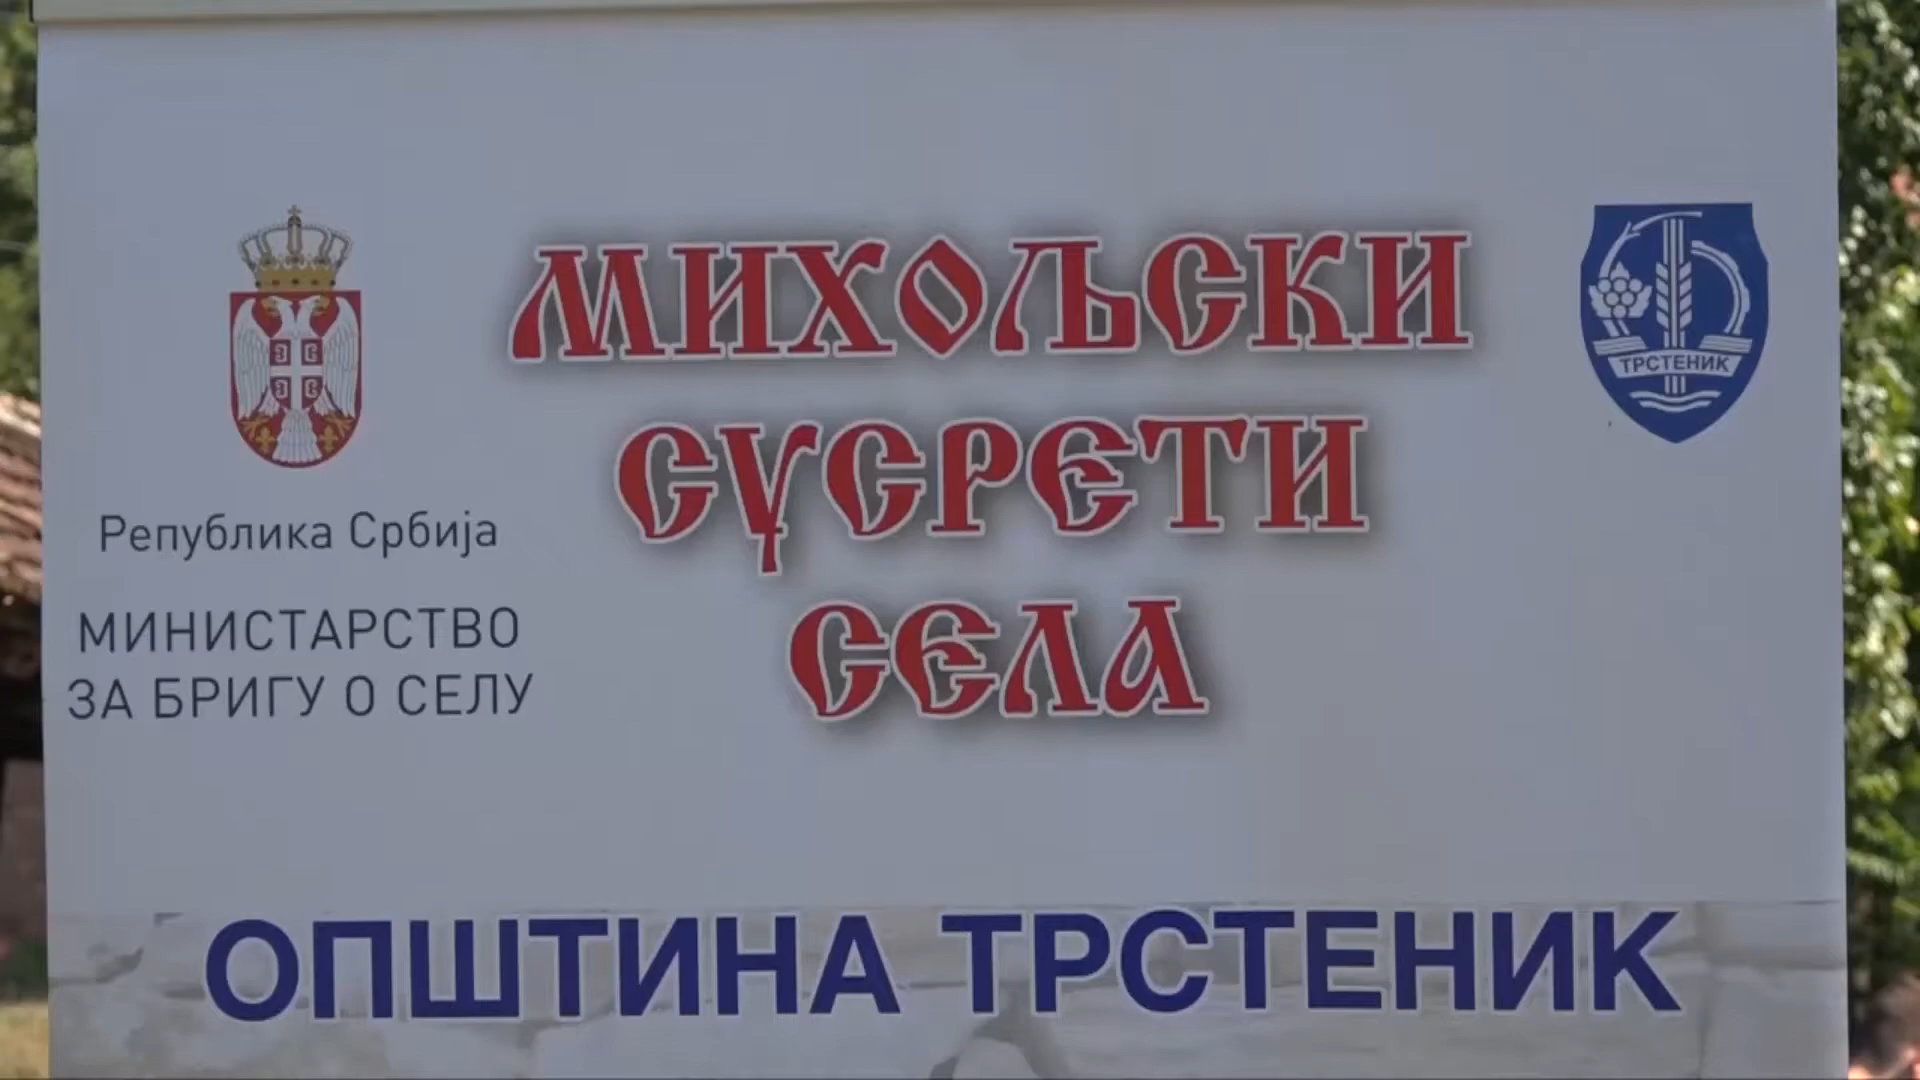 МИХОЉСКИ
СУСРЕТИ
СЕЛА
Република Србија
МИНИСТАРСТВО
ЗА БРИГУ О СЕЛУ
ТРСТЕНИК
ОПШТИНА ТРСТЕНИК